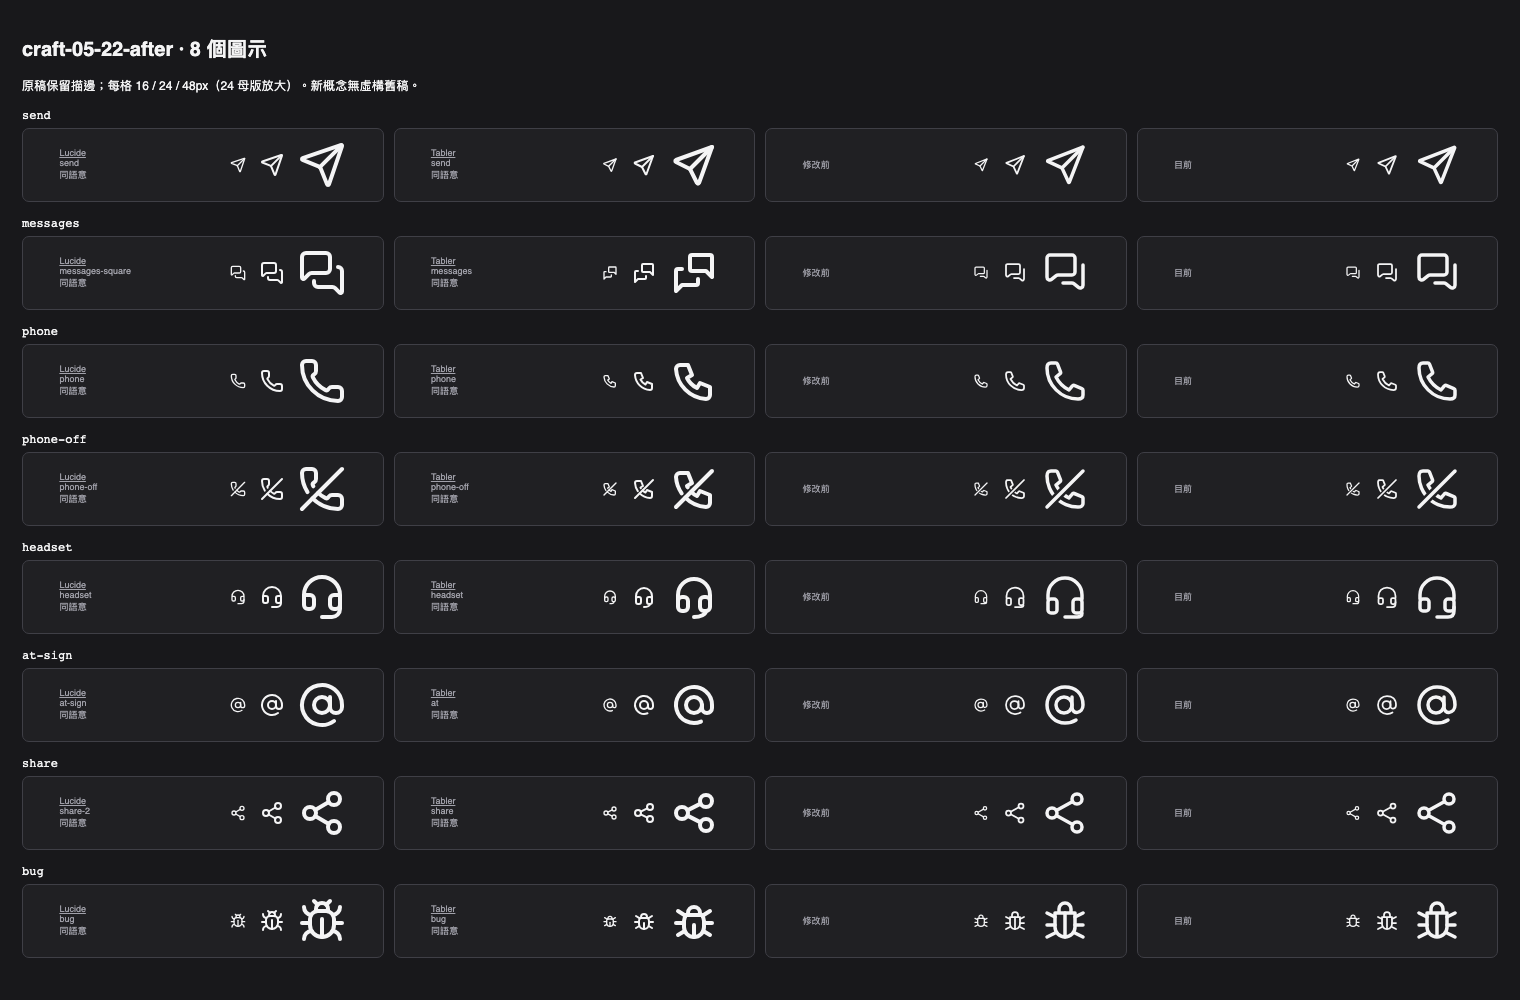 craft-05-22-after · 8 個圖示
原稿保留描邊；每格 16 / 24 / 48px（24 母版放大）。新概念無虛構舊稿。
send
Lucide
send
同語意
Tabler
send
同語意
修改前
目前
messages
Lucide
messages-square
同語意
Tabler
messages
同語意
修改前
目前
phone
Lucide
phone
同語意
Tabler
phone
同語意
修改前
目前
phone-off
Lucide
phone-off
同語意
Tabler
phone-off
同語意
修改前
目前
headset
Lucide
headset
同語意
Tabler
headset
同語意
修改前
目前
at-sign
Lucide
at-sign
同語意
Tabler
at
同語意
修改前
目前
share
Lucide
share-2
同語意
Tabler
share
同語意
修改前
目前
bug
Lucide
bug
同語意
Tabler
bug
同語意
修改前
目前